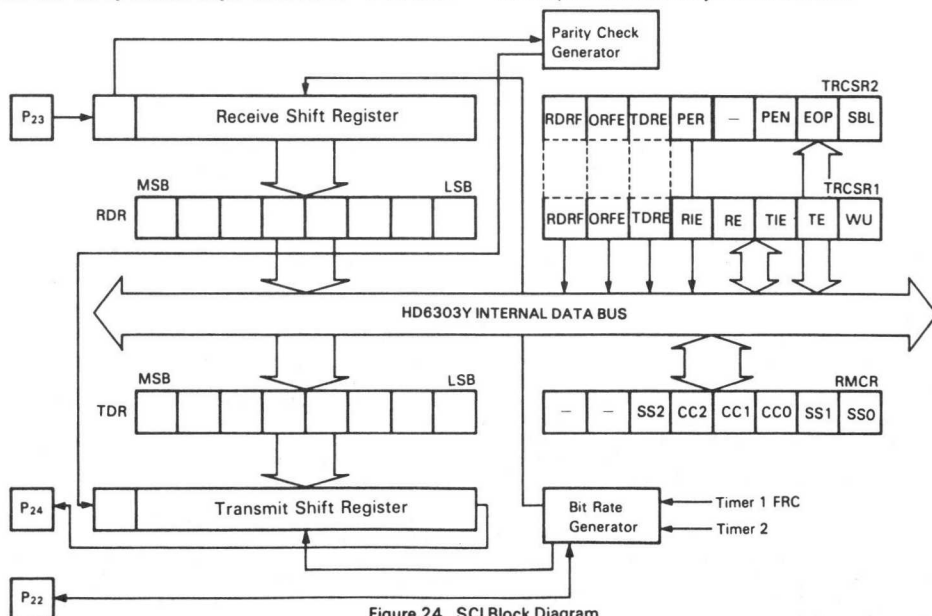 Parity Check
Generator
TRCSR2
P23
Receive Shift Register
RDRF ORFE TDRE PER – PEN EOP SBL
MSB LSB
TRCSR1
RDR
RDRF ORFE TDRE RIE RE TIE TE WU
HD6303Y INTERNAL DATA BUS
MSB LSB
RMCR
TDR
– – SS2 CC2 CC1 CC0 SS1 SS0
P24
Transmit Shift Register
Bit Rate
Generator
Timer 1 FRC
Timer 2
P22
Figure 24 SCI Block Diagram